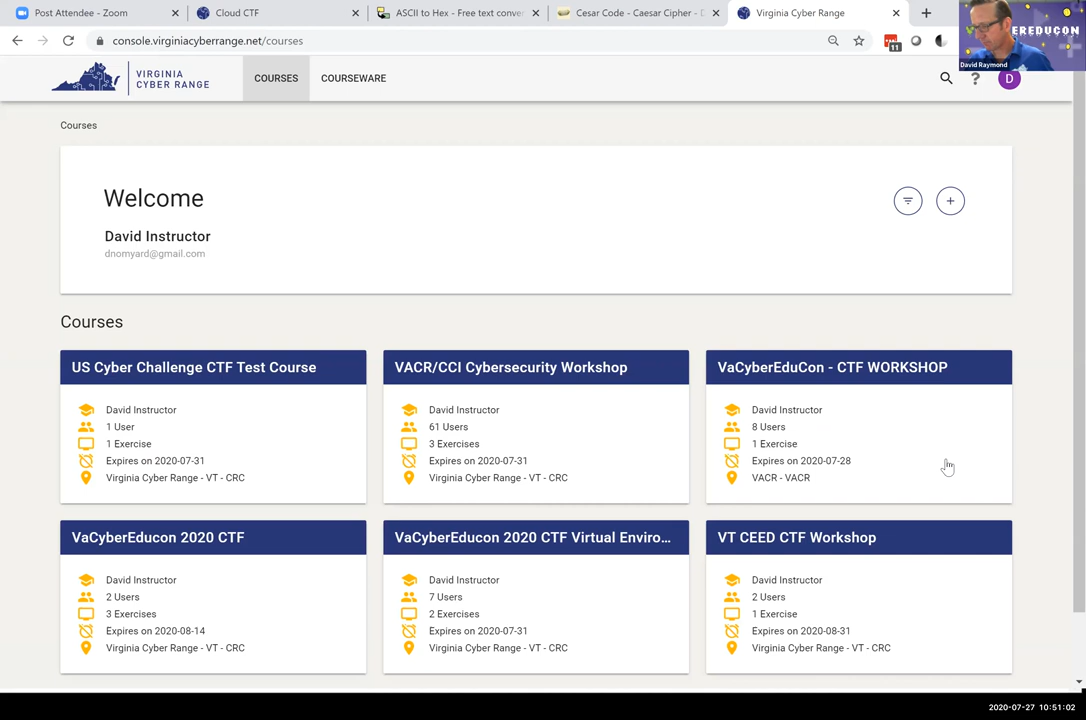 Post Attendee - Zoom
Cloud CTF
ASCII to Hex - Free text conver
Cesar Code - Caesar Cipher - D
Virginia Cyber Range
console.virginiacyberrange.net/courses
11
EREDUCON
David Raymond
VIRGINIA
CYBER RANGE
COURSES
COURSEWARE
?
D
Courses
Welcome
David Instructor
dnomyard@gmail.com
Courses
US Cyber Challenge CTF Test Course
David Instructor
1 User
1 Exercise
Expires on 2020-07-31
Virginia Cyber Range - VT - CRC
VACR/CCI Cybersecurity Workshop
David Instructor
61 Users
3 Exercises
Expires on 2020-07-31
Virginia Cyber Range - VT - CRC
VaCyberEduCon - CTF WORKSHOP
David Instructor
8 Users
1 Exercise
Expires on 2020-07-28
VACR - VACR
VaCyberEducon 2020 CTF
David Instructor
2 Users
3 Exercises
Expires on 2020-08-14
Virginia Cyber Range - VT - CRC
VaCyberEducon 2020 CTF Virtual Enviro...
David Instructor
7 Users
2 Exercises
Expires on 2020-07-31
Virginia Cyber Range - VT - CRC
VT CEED CTF Workshop
David Instructor
2 Users
1 Exercise
Expires on 2020-08-31
Virginia Cyber Range - VT - CRC
2020-07-27 10:51:02